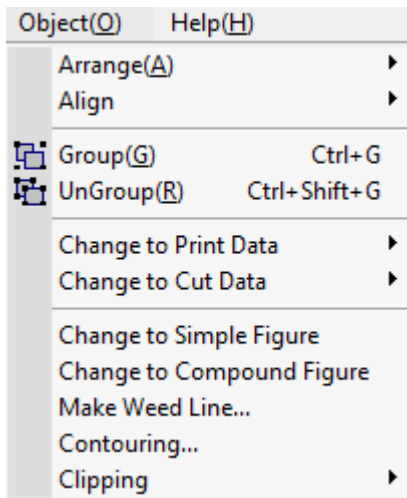 Object(O) Help(H)
Arrange(A)
Align
Group(G) Ctrl+G
UnGroup(R) Ctrl+Shift+G
Change to Print Data
Change to Cut Data
Change to Simple Figure
Change to Compound Figure
Make Weed Line...
Contouring...
Clipping